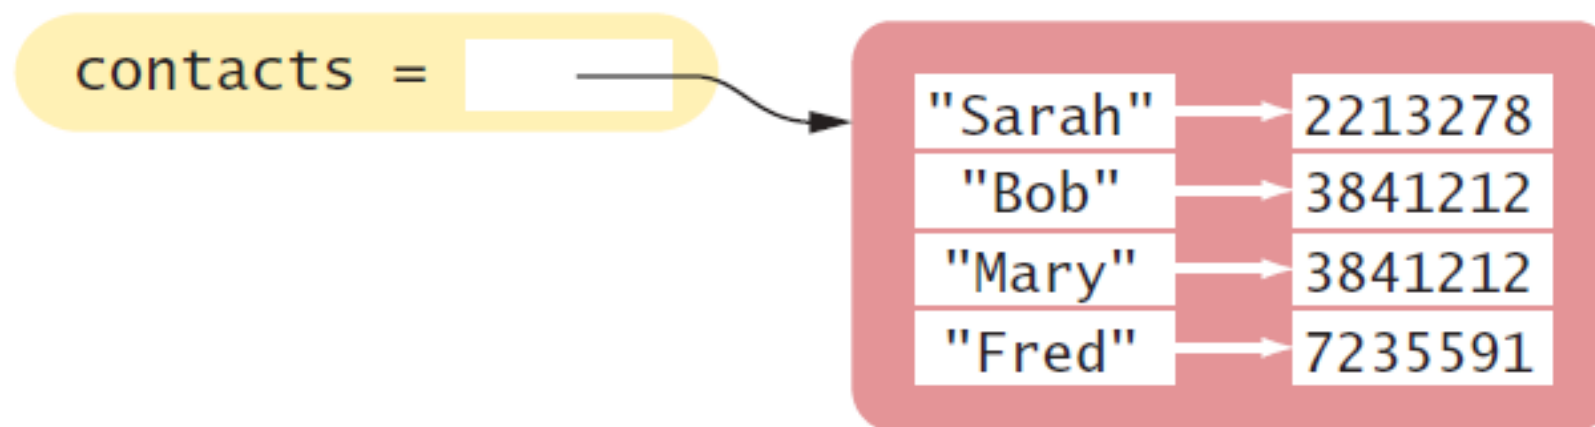 contacts =
"Sarah" 2213278
"Bob" 3841212
"Mary" 3841212
"Fred" 7235591